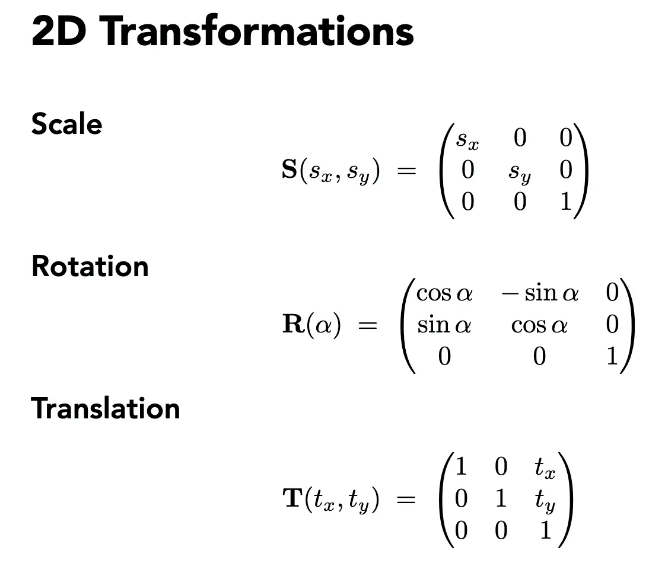 2D Transformations
Scale
$$\mathbf{S}(s_x, s_y) \ = \ \begin{pmatrix} s_x & 0 & 0 \\ 0 & s_y & 0 \\ 0 & 0 & 1 \end{pmatrix}$$
Rotation
$$\mathbf{R}(\alpha) \ = \ \begin{pmatrix} \cos\alpha & -\sin\alpha & 0 \\ \sin\alpha & \cos\alpha & 0 \\ 0 & 0 & 1 \end{pmatrix}$$
Translation
$$\mathbf{T}(t_x, t_y) \ = \ \begin{pmatrix} 1 & 0 & t_x \\ 0 & 1 & t_y \\ 0 & 0 & 1 \end{pmatrix}$$